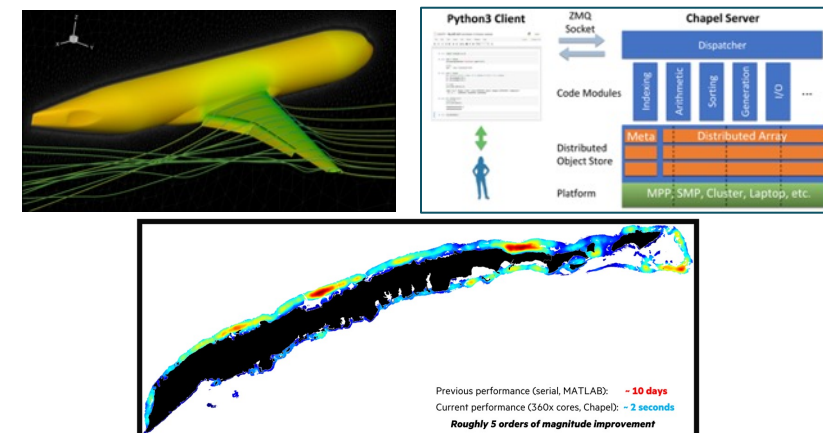 Python3 Client
ZMQ
Socket
Chapel Server
Dispatcher
Code Modules
Indexing
Arithmetic
Sorting
Generation
I/O
...
Meta
Distributed Array
Distributed
Object Store
Platform
MPP, SMP, Cluster, Laptop, etc.
Previous performance (serial, MATLAB): ~ 10 days
Current performance (360x cores, Chapel): ~ 2 seconds
Roughly 5 orders of magnitude improvement